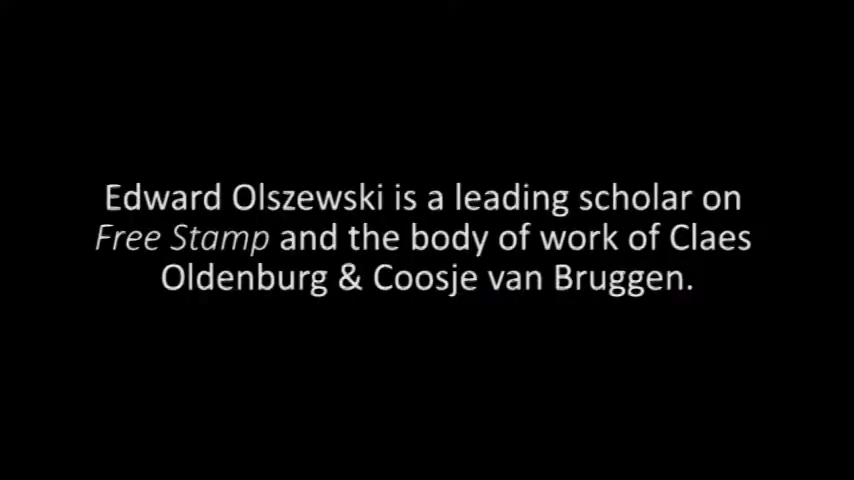 Edward Olszewski is a leading scholar on
Free Stamp and the body of work of Claes
Oldenburg & Coosje van Bruggen.